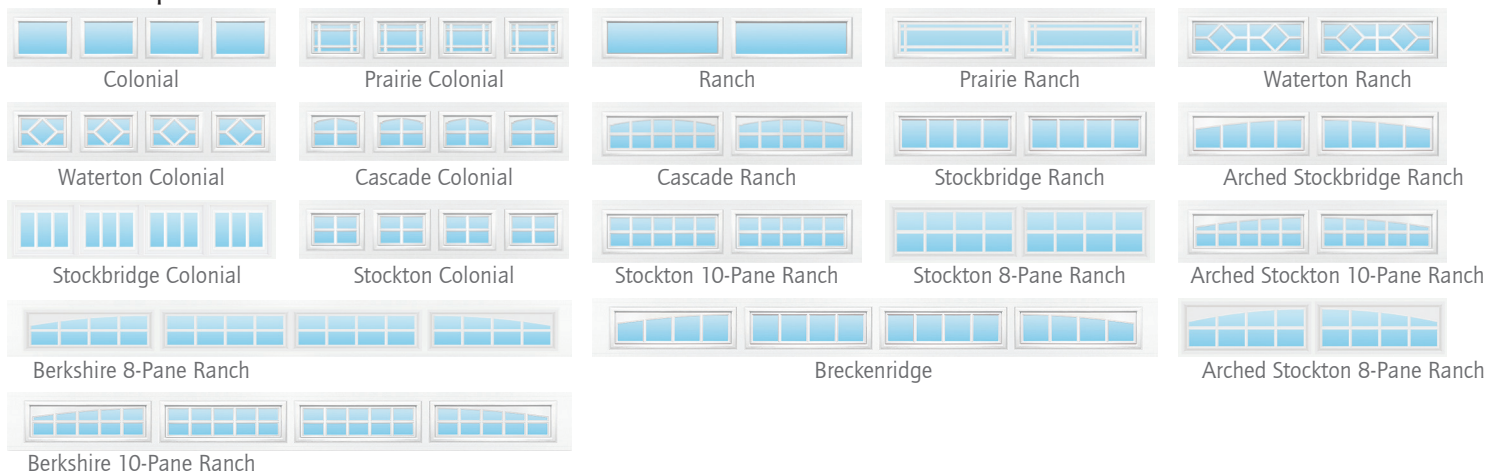 Colonial
Prairie Colonial
Ranch
Prairie Ranch
Waterton Ranch
Waterton Colonial
Cascade Colonial
Cascade Ranch
Stockbridge Ranch
Arched Stockbridge Ranch
Stockbridge Colonial
Stockton Colonial
Stockton 10-Pane Ranch
Stockton 8-Pane Ranch
Arched Stockton 10-Pane Ranch
Berkshire 8-Pane Ranch
Breckenridge
Arched Stockton 8-Pane Ranch
Berkshire 10-Pane Ranch